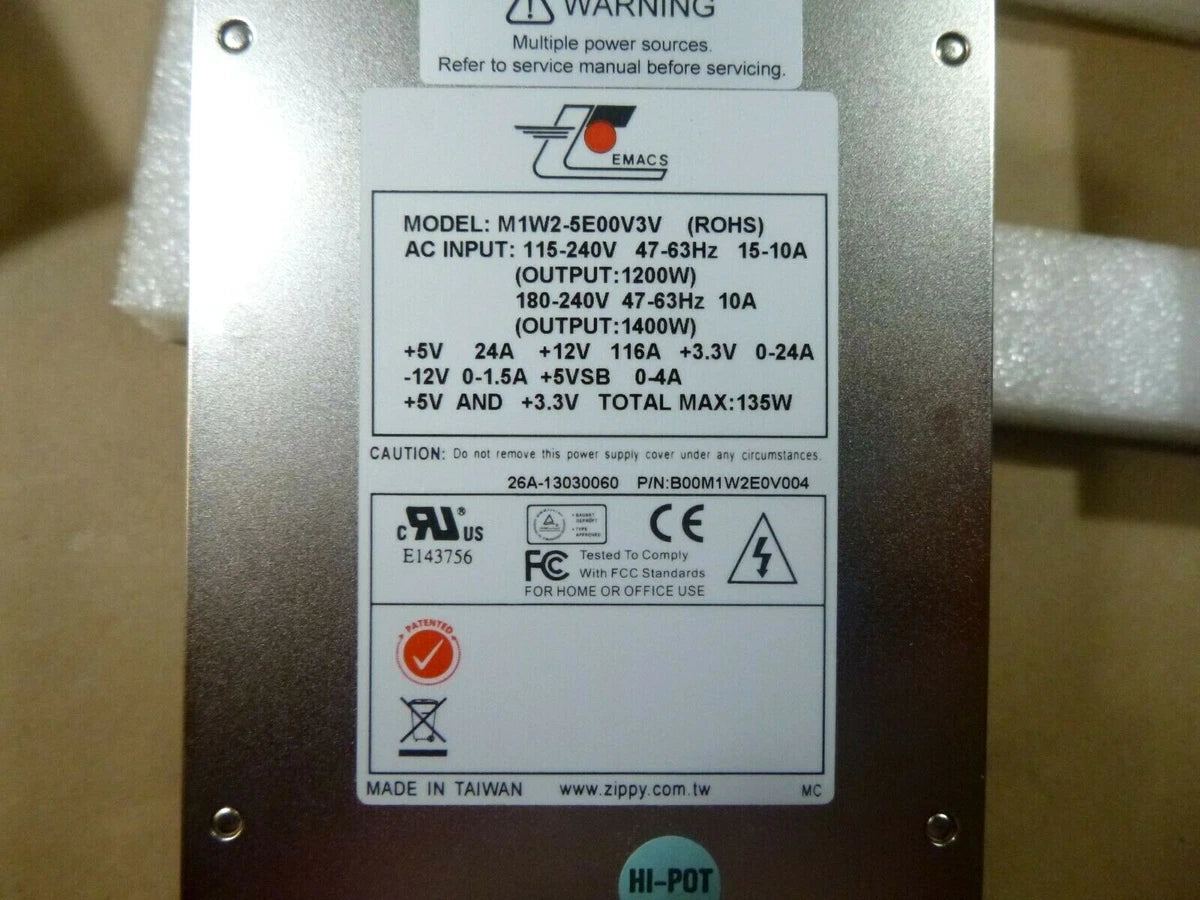 WARNING
Multiple power sources.
Refer to service manual before servicing.
EMACS
MODEL: M1W2-5E00V3V (ROHS)
AC INPUT: 115-240V 47-63Hz 15-10A
(OUTPUT:1200W)
180-240V 47-63Hz 10A
(OUTPUT:1400W)
+5V 24A +12V 116A +3.3V 0-24A
-12V 0-1.5A +5VSB 0-4A
+5V AND +3.3V TOTAL MAX:135W
CAUTION: Do not remove this power supply cover under any circumstances.
26A-13030060 P/N:B00M1W2E0V004
c RU® US
E143756
CE
FC Tested To Comply
With FCC Standards
FOR HOME OR OFFICE USE
PATENTED
MADE IN TAIWAN www.zippy.com.tw MC
HI-POT